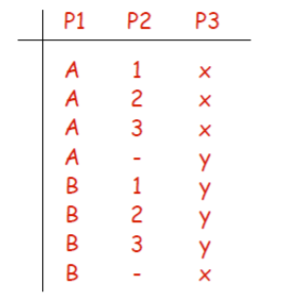 P1 P2 P3
A 1 x
A 2 x
A 3 x
A - y
B 1 y
B 2 y
B 3 y
B - x